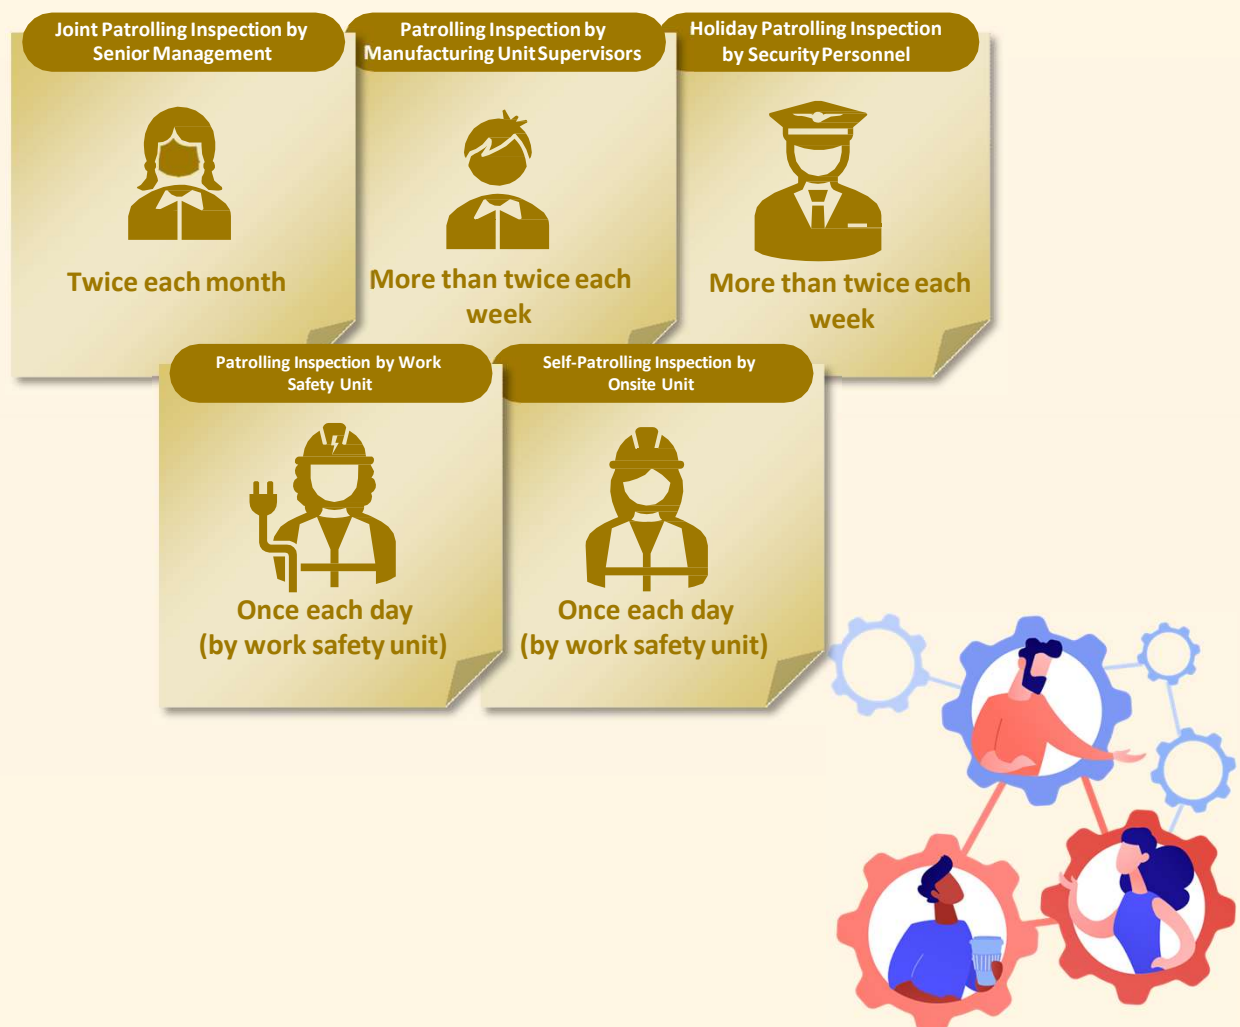 Joint Patrolling Inspection by
Senior Management
Patrolling Inspection by
Manufacturing Unit Supervisors
Holiday Patrolling Inspection
by Security Personnel
Twice each month
More than twice each
week
More than twice each
week
Patrolling Inspection by Work
Safety Unit
Self-Patrolling Inspection by
Onsite Unit
Once each day
(by work safety unit)
Once each day
(by work safety unit)